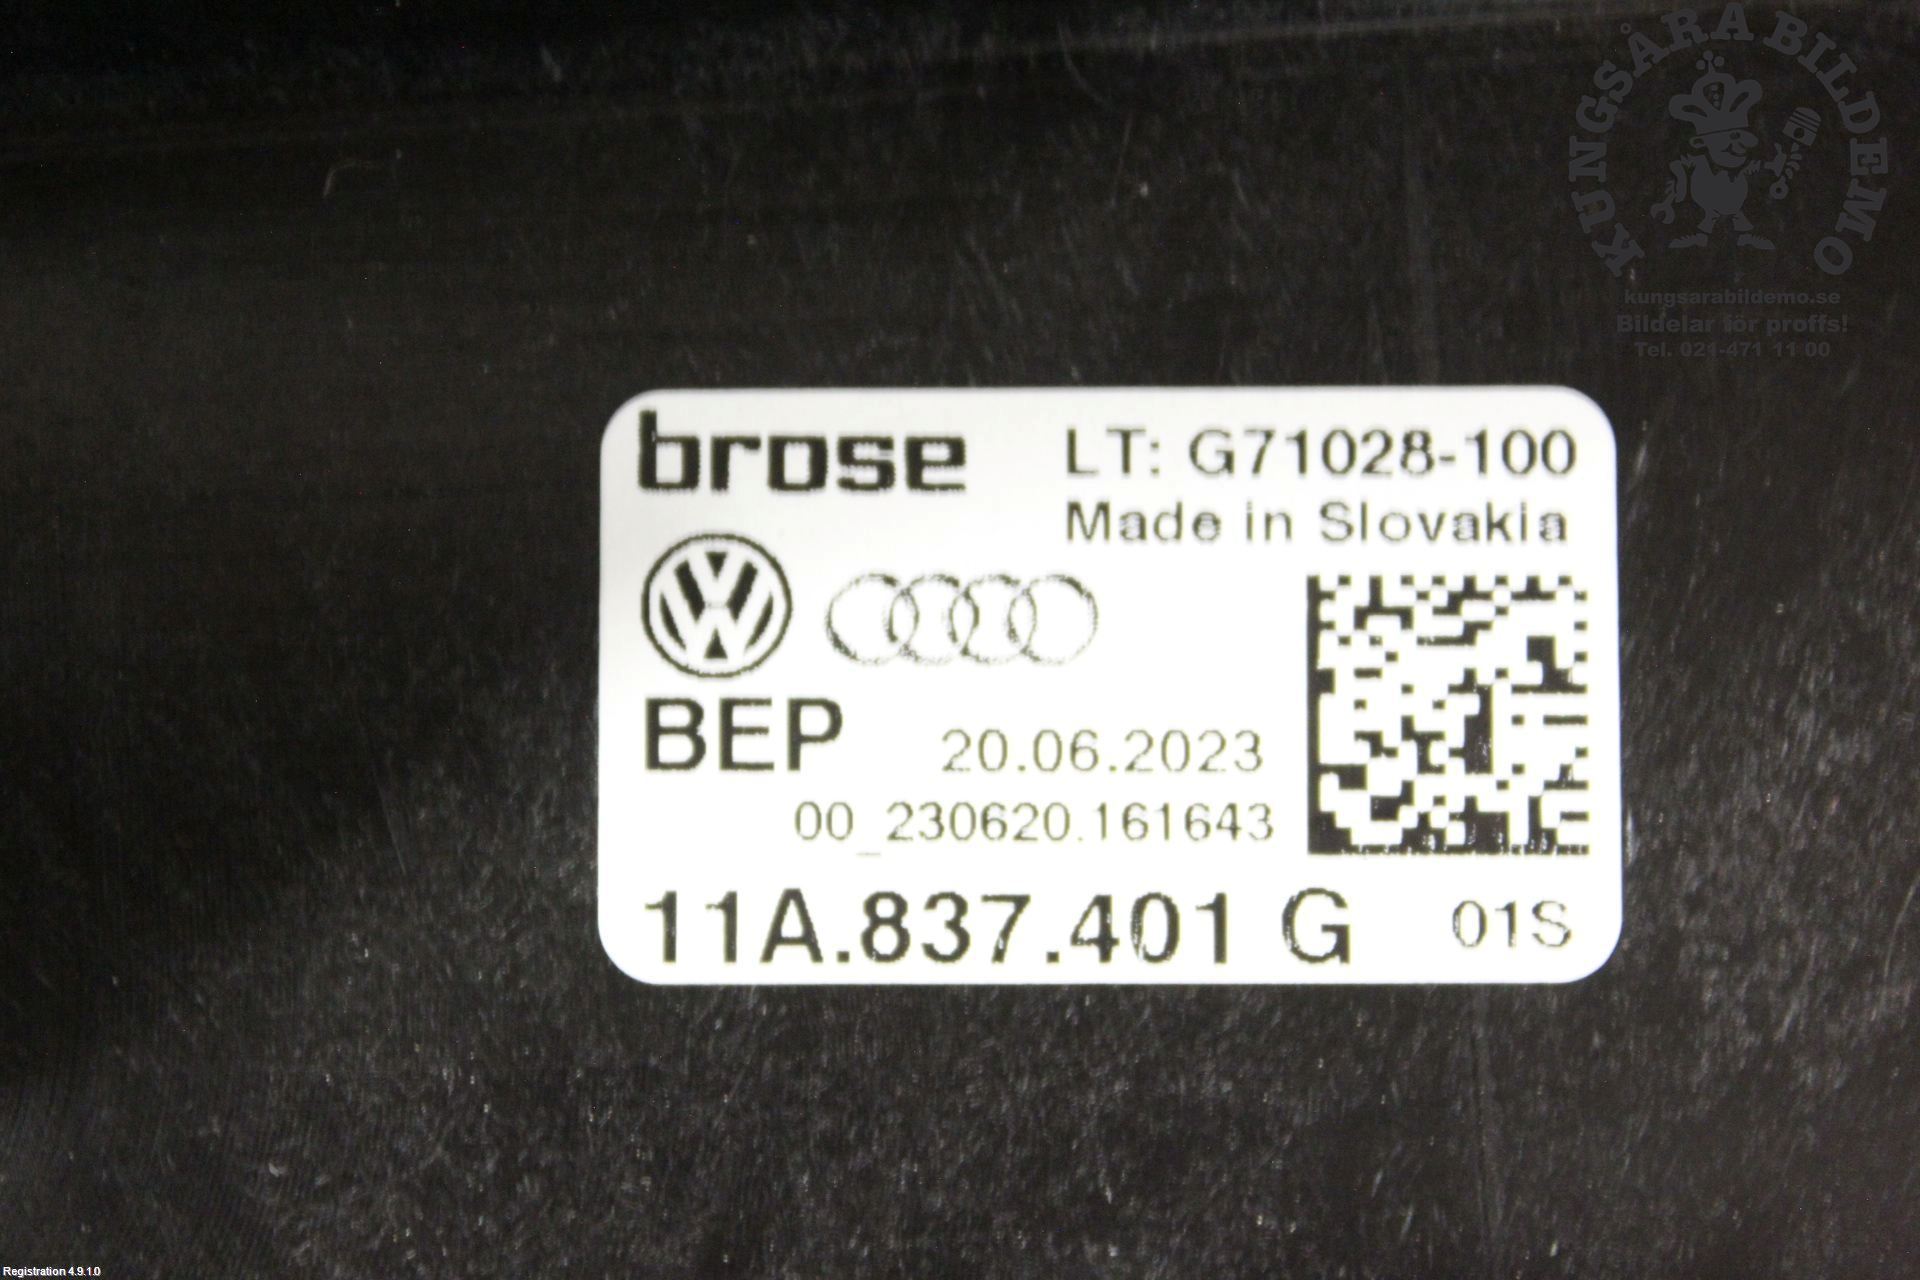 KUNGSÅRA BILDEMO
kungsarabildemo.se
Bildelar för proffs!
Tel. 021-471 11 00
brose
LT: G71028-100
Made in Slovakia
BEP
20.06.2023
00_230620.161643
11A.837.401 G
01S
Registration 4.9.1.0